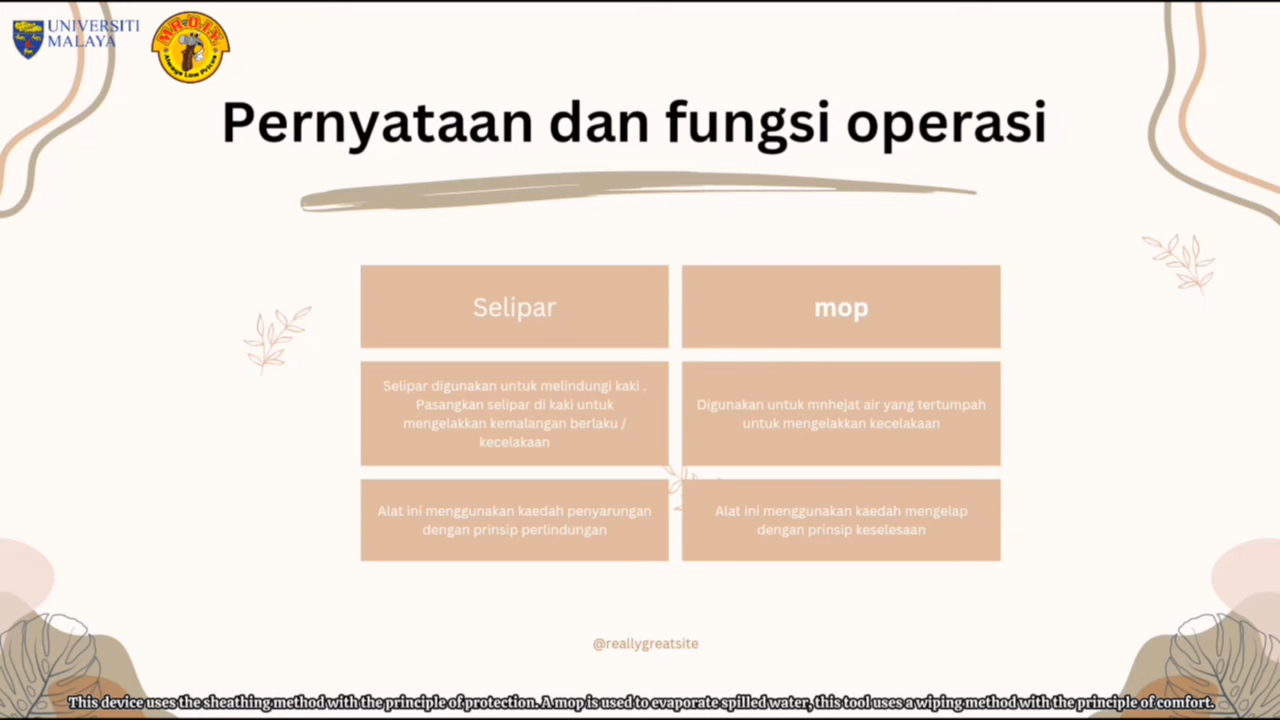 UNIVERSITI
MALAYA
MR. D.I.Y.
Always Low Prices
Pernyataan dan fungsi operasi
Selipar
mop
Selipar digunakan untuk melindungi kaki .
Pasangkan selipar di kaki untuk
mengelakkan kemalangan berlaku /
kecelakaan
Digunakan untuk mnhejat air yang tertumpah
untuk mengelakkan kecelakaan
Alat ini menggunakan kaedah penyarungan
dengan prinsip perlindungan
Alat ini menggunakan kaedah mengelap
dengan prinsip keselesaan
@reallygreatsite
This device uses the sheathing method with the principle of protection. A mop is used to evaporate spilled water, this tool uses a wiping method with the principle of comfort.